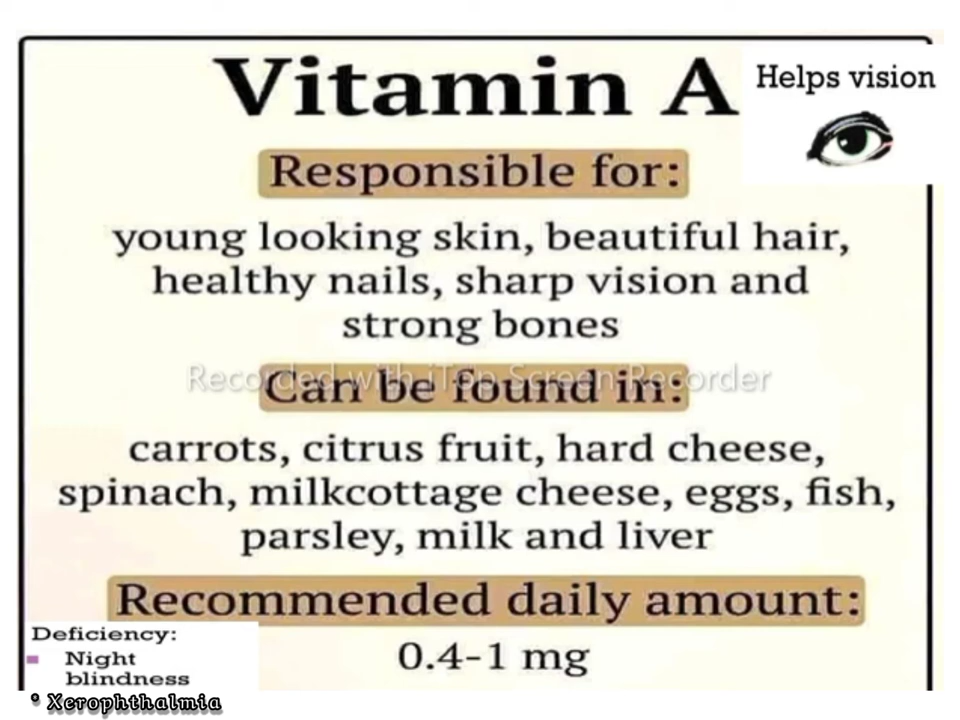 Vitamin A
Helps vision
Responsible for:
young looking skin, beautiful hair,
healthy nails, sharp vision and
strong bones
Recorded with iTop Screen Recorder
Can be found in:
carrots, citrus fruit, hard cheese,
spinach, milkcottage cheese, eggs, fish,
parsley, milk and liver
Recommended daily amount:
0.4-1 mg
Deficiency:
Night
blindness
* Xerophthalmia